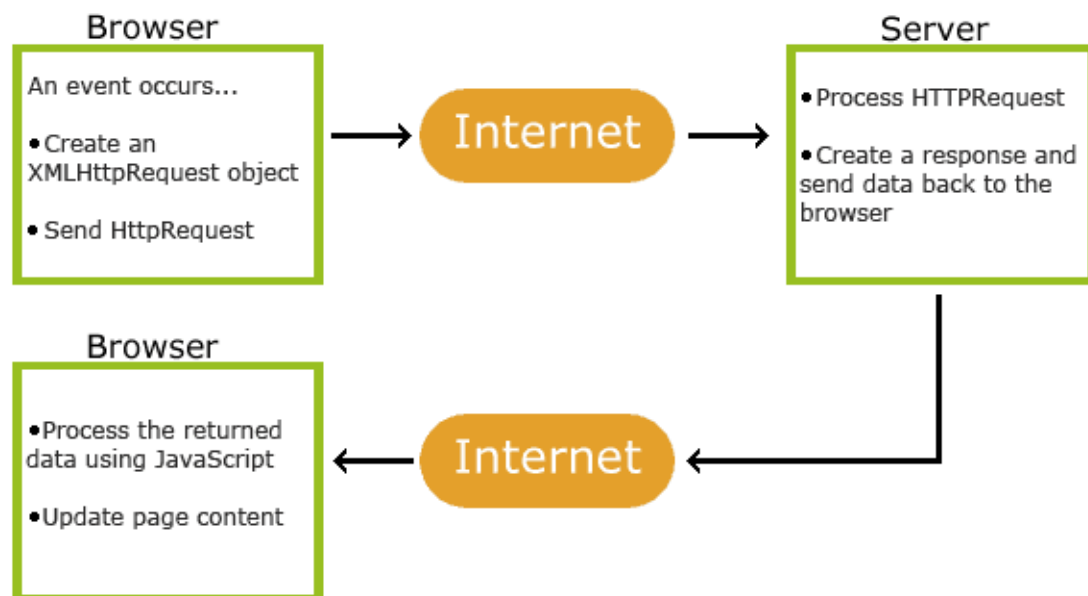 Browser
An event occurs...
•Create an
XMLHttpRequest object
• Send HttpRequest
Internet
Server
•Process HTTPRequest
•Create a response and
send data back to the
browser
Browser
•Process the returned
data using JavaScript
•Update page content
Internet